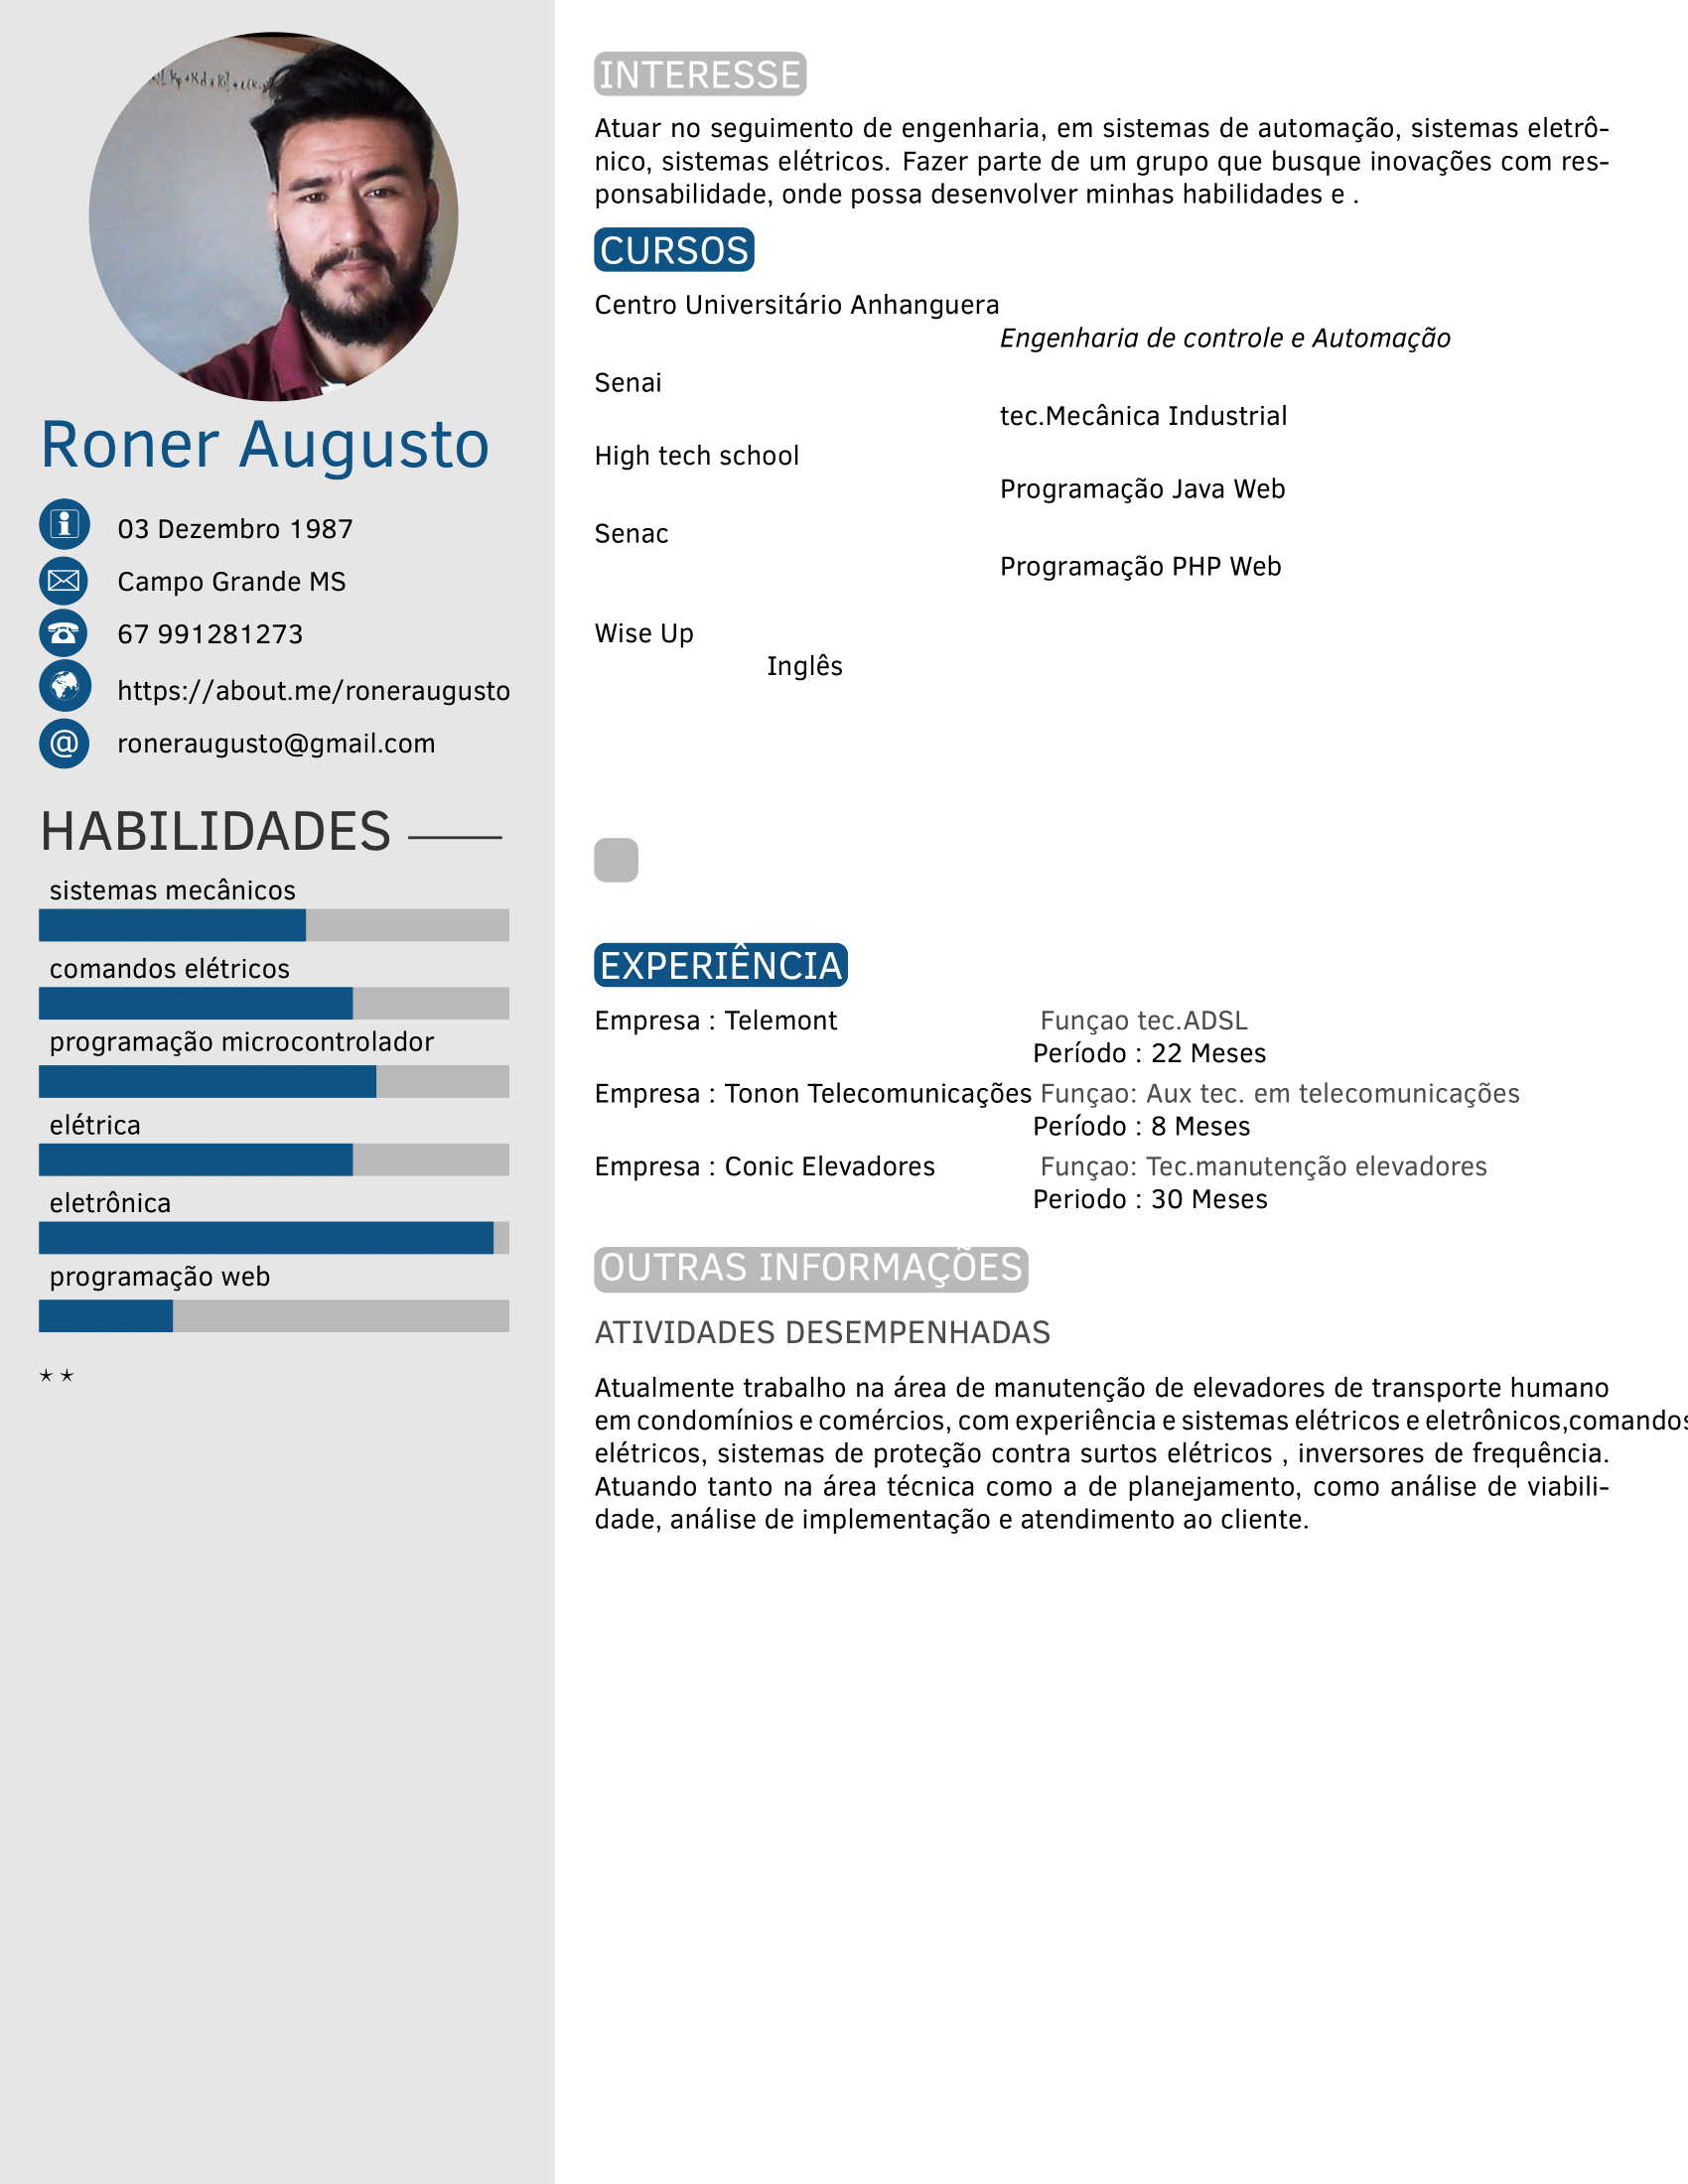 Roner Augusto
03 Dezembro 1987
Campo Grande MS
67 991281273
https://about.me/roneraugusto
@ roneraugusto@gmail.com
HABILIDADES
sistemas mecânicos
comandos elétricos
programação microcontrolador
elétrica
eletrônica
programação web
* *
INTERESSE
Atuar no seguimento de engenharia, em sistemas de automação, sistemas eletrô-
nico, sistemas elétricos. Fazer parte de um grupo que busque inovações com res-
ponsabilidade, onde possa desenvolver minhas habilidades e .
CURSOS
Centro Universitário Anhanguera
Engenharia de controle e Automação
Senai
tec.Mecânica Industrial
High tech school
Programação Java Web
Senac
Programação PHP Web
Wise Up
Inglês
EXPERIÊNCIA
Empresa : Telemont Funçao tec.ADSL
Período : 22 Meses
Empresa : Tonon Telecomunicações Funçao: Aux tec. em telecomunicações
Período : 8 Meses
Empresa : Conic Elevadores Funçao: Tec.manutenção elevadores
Periodo : 30 Meses
OUTRAS INFORMAÇÕES
ATIVIDADES DESEMPENHADAS
Atualmente trabalho na área de manutenção de elevadores de transporte humano
em condomínios e comércios, com experiência e sistemas elétricos e eletrônicos,comandos
elétricos, sistemas de proteção contra surtos elétricos , inversores de frequência.
Atuando tanto na área técnica como a de planejamento, como análise de viabili-
dade, análise de implementação e atendimento ao cliente.